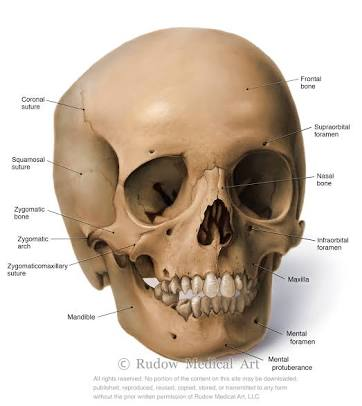 Frontal
bone
Coronal
suture
Supraorbital
foramen
Squamosal
suture
Nasal
bone
Zygomatic
bone
Zygomatic
arch
Infraorbital
foramen
Zygomaticomaxillary
suture
Maxilla
Mandible
Mental
foramen
Mental
protuberance
© Rudow Medical Art
All rights reserved. No portion of the content on this site may be downloaded,
published, reproduced, reused, copied, stored, or transmitted to any form
without the prior written permission of Rudow Medical Art, LLC